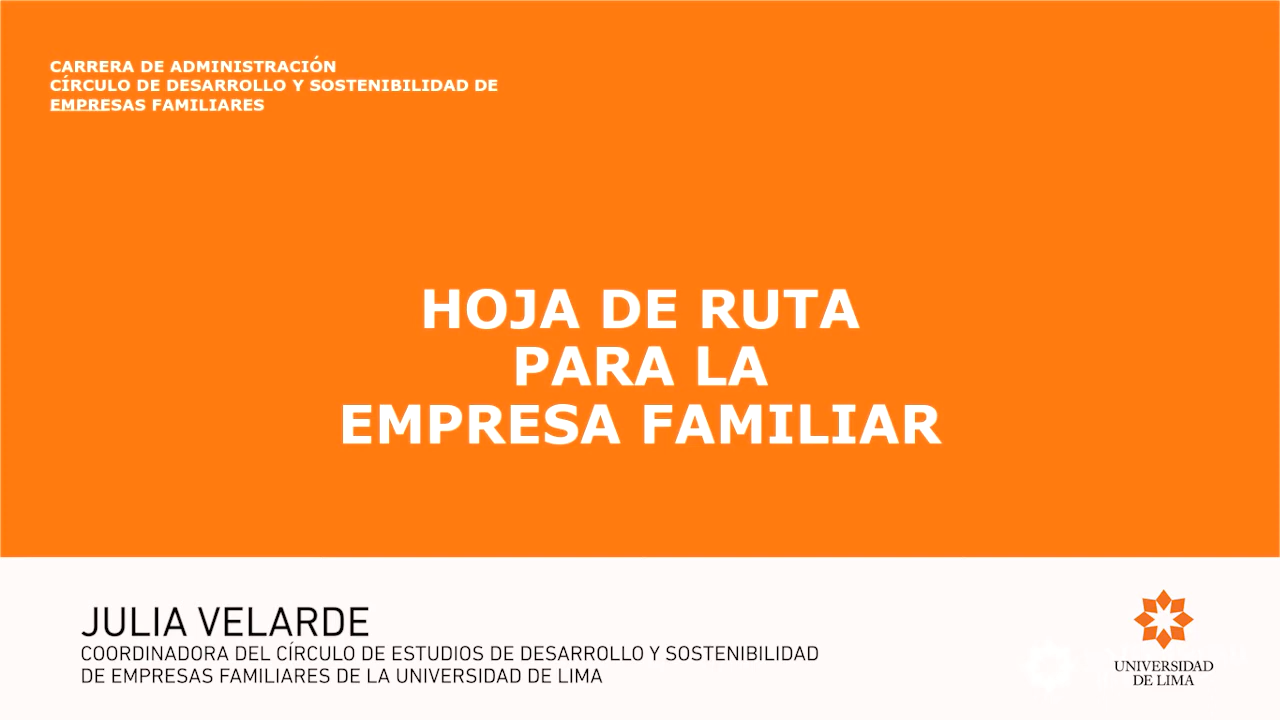 CARRERA DE ADMINISTRACIÓN
CÍRCULO DE DESARROLLO Y SOSTENIBILIDAD DE
EMPRESAS FAMILIARES
HOJA DE RUTA
PARA LA
EMPRESA FAMILIAR
JULIA VELARDE
COORDINADORA DEL CÍRCULO DE ESTUDIOS DE DESARROLLO Y SOSTENIBILIDAD
DE EMPRESAS FAMILIARES DE LA UNIVERSIDAD DE LIMA
UNIVERSIDAD
DE LIMA